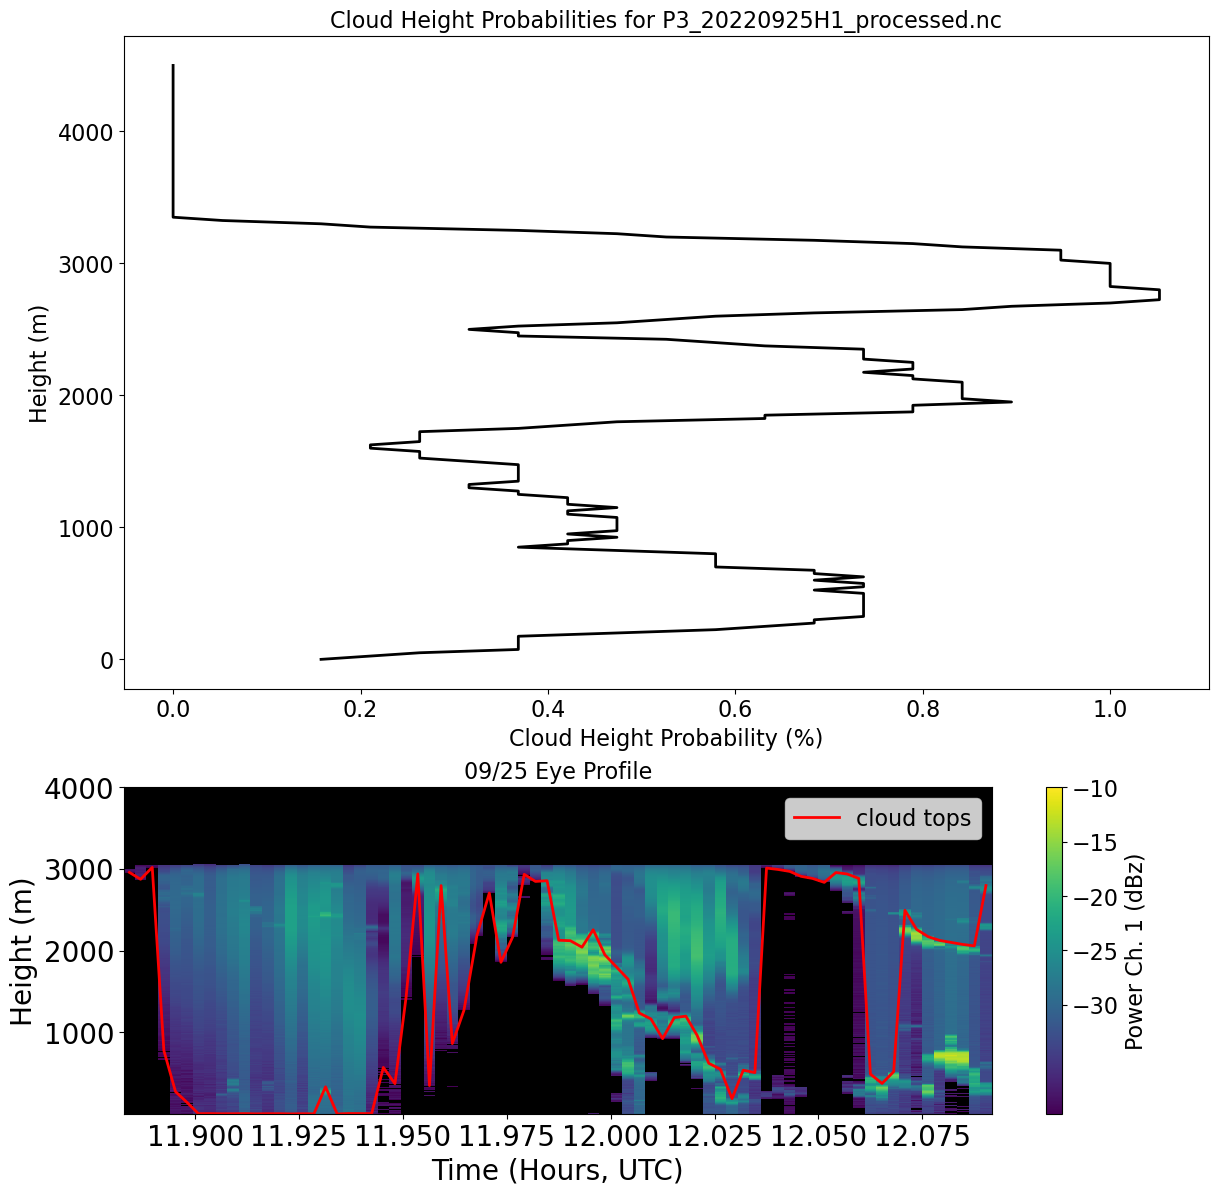 Cloud Height Probabilities for P3_20220925H1_processed.nc
4000
3000
2000
1000
0
Height (m)
0.0 0.2 0.4 0.6 0.8 1.0
Cloud Height Probability (%)
09/25 Eye Profile
4000
3000
2000
1000
Height (m)
cloud tops
11.900 11.925 11.950 11.975 12.000 12.025 12.050 12.075
Time (Hours, UTC)
−10
−15
−20
−25
−30
Power Ch. 1 (dBz)